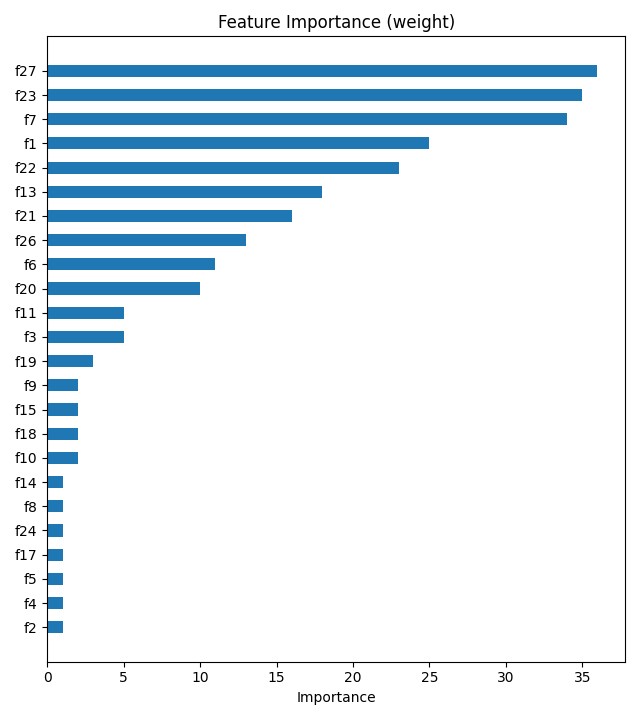 Feature Importance (weight)
f27
f23
f7
f1
f22
f13
f21
f26
f6
f20
f11
f3
f19
f9
f15
f18
f10
f14
f8
f24
f17
f5
f4
f2
0 5 10 15 20 25 30 35
Importance